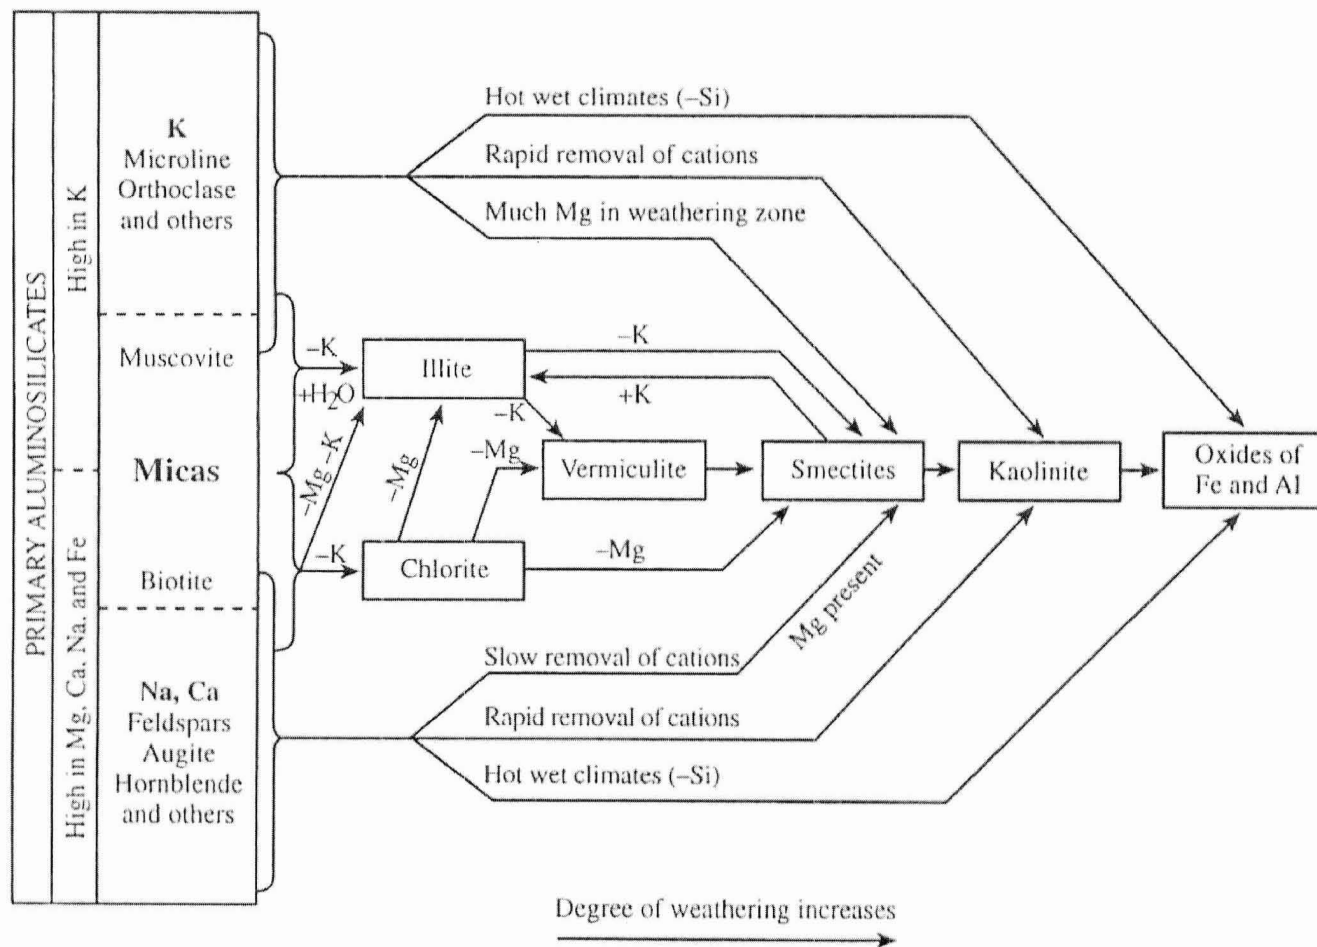 PRIMARY ALUMINOSILICATES
High in K
High in Mg, Ca, Na, and Fe
K
Microline
Orthoclase
and others
Muscovite
Micas
Biotite
Na, Ca
Feldspars
Augite
Hornblende
and others
Hot wet climates (–Si)
Rapid removal of cations
Much Mg in weathering zone
–K
+H₂O
–Mg –K
–K
Illite
–K
+K
–K
–Mg
–Mg
Vermiculite
Smectites
Kaolinite
Oxides of
Fe and Al
Chlorite
–Mg
Mg present
Slow removal of cations
Rapid removal of cations
Hot wet climates (–Si)
Degree of weathering increases